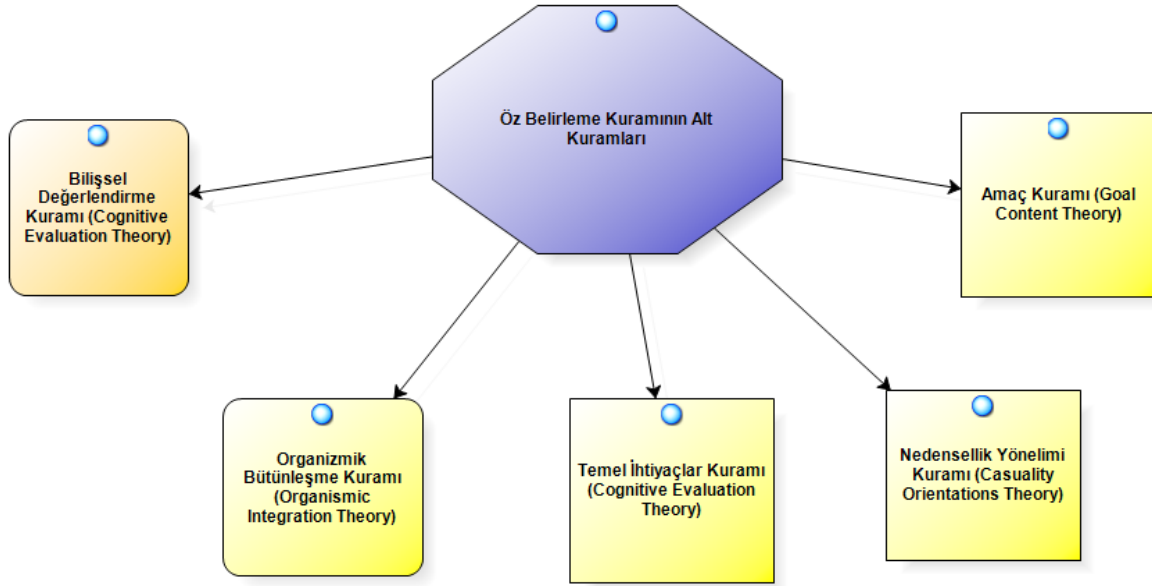 Öz Belirleme Kuramının Alt
Kuramları
Bilişsel
Değerlendirme
Kuramı (Cognitive
Evaluation Theory)
Amaç Kuramı (Goal
Content Theory)
Organizmik
Bütünleşme Kuramı
(Organismic
Integration Theory)
Temel İhtiyaçlar Kuramı
(Cognitive Evaluation
Theory)
Nedensellik Yönelimi
Kuramı (Casuality
Orientations Theory)